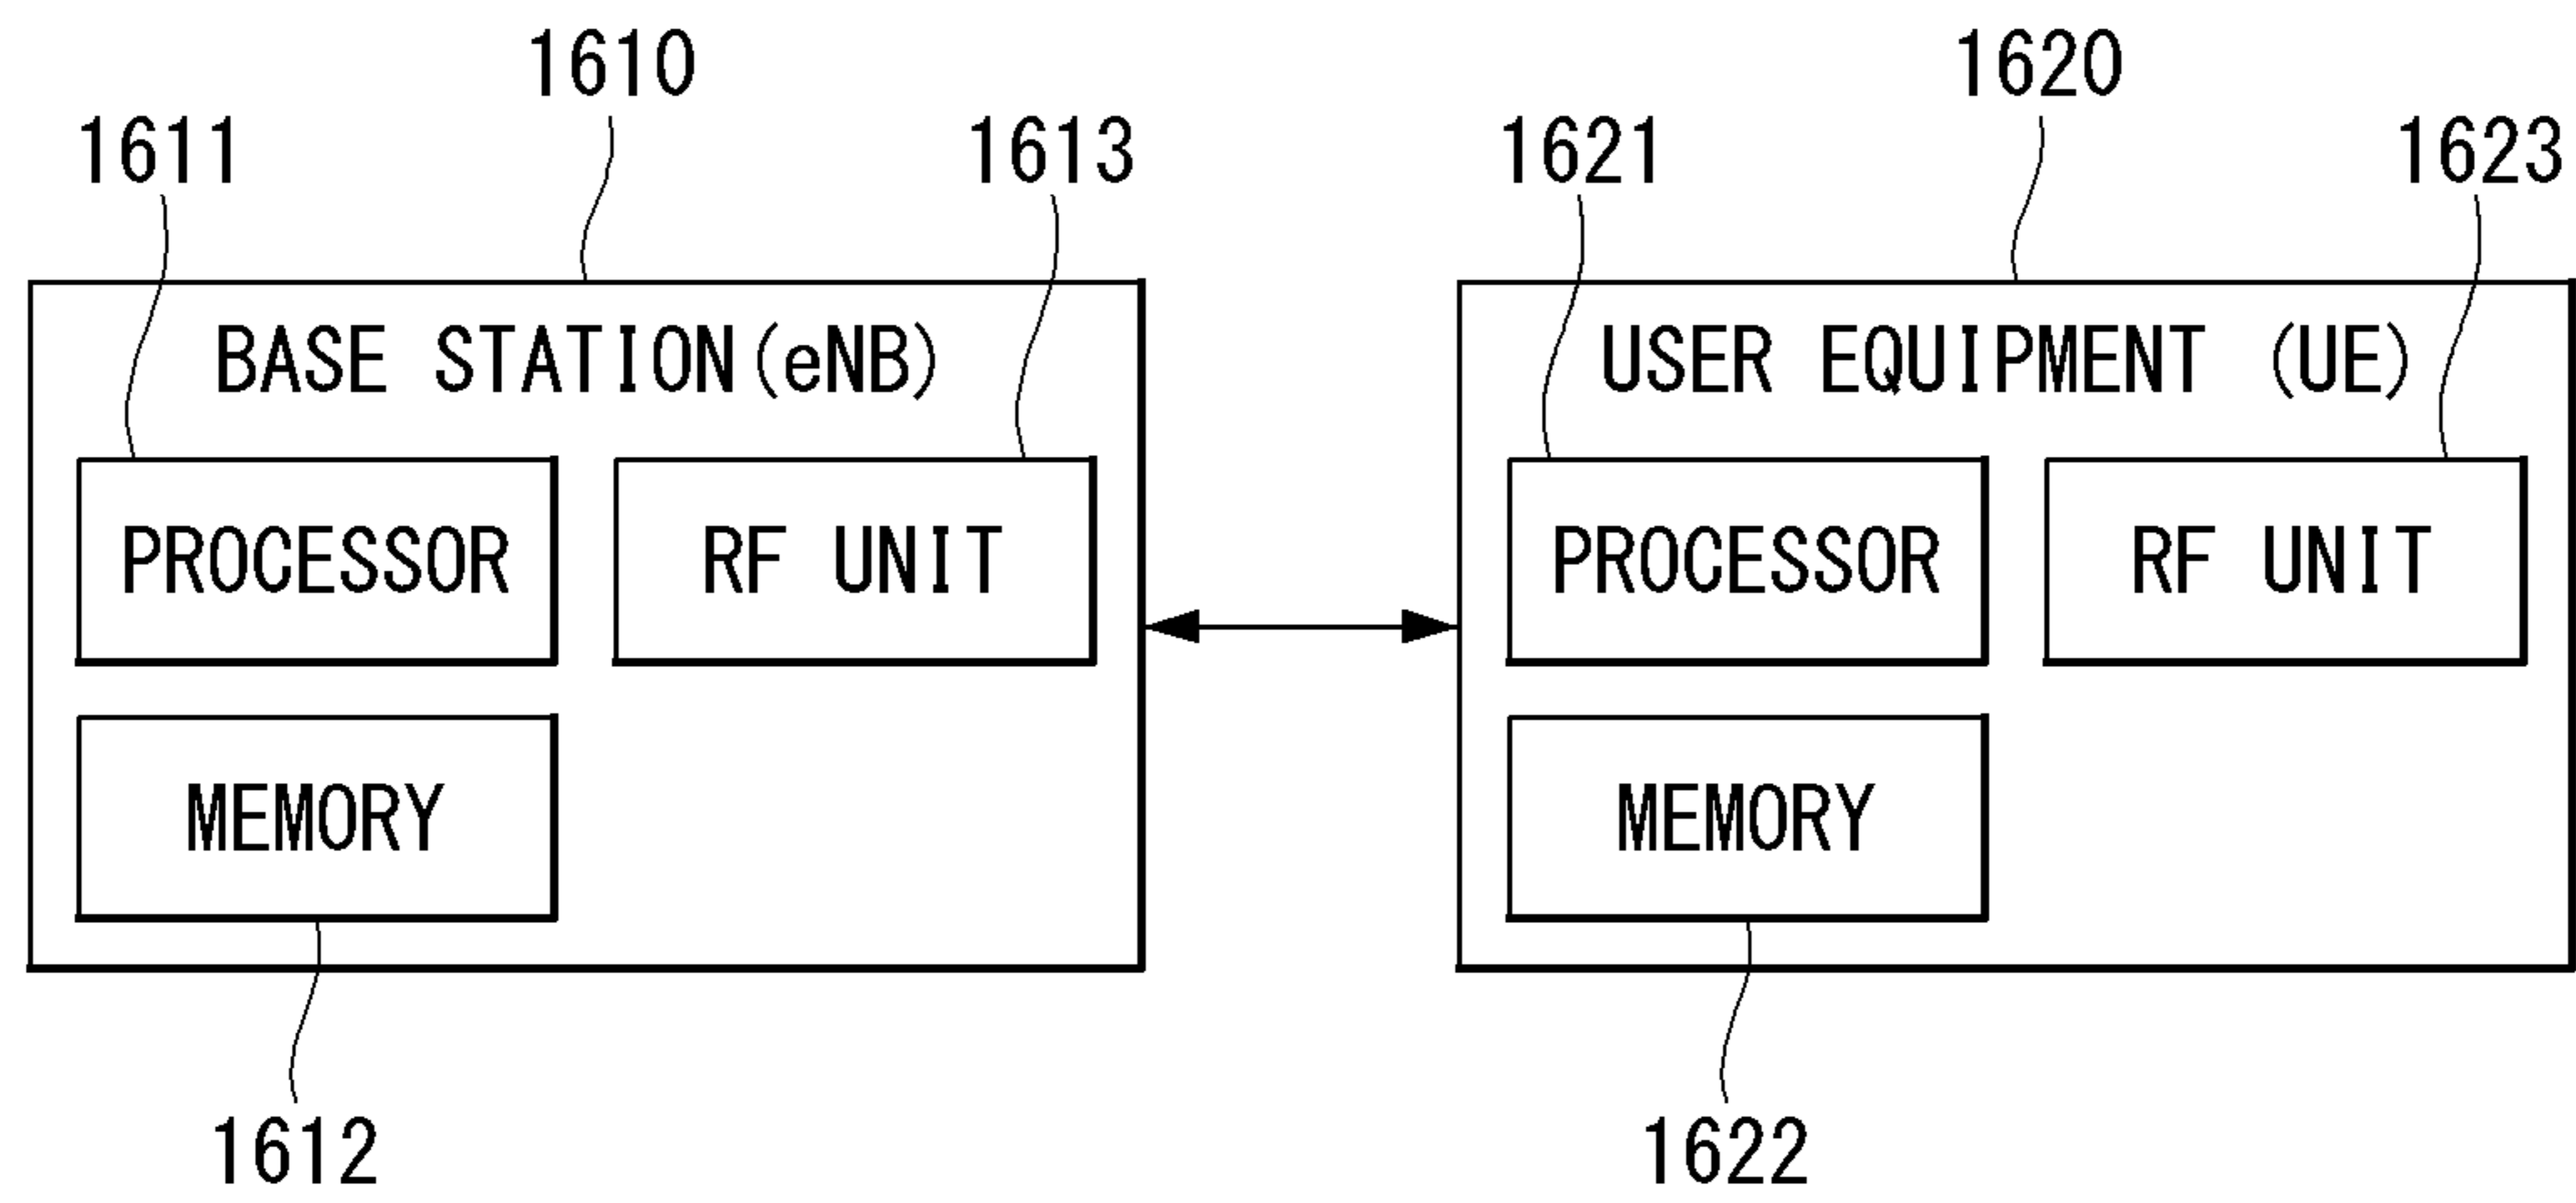 1610
1620
1611
1613
1621
1623
BASE STATION(eNB)
USER EQUIPMENT (UE)
PROCESSOR
RF UNIT
PROCESSOR
RF UNIT
MEMORY
MEMORY
1612
1622